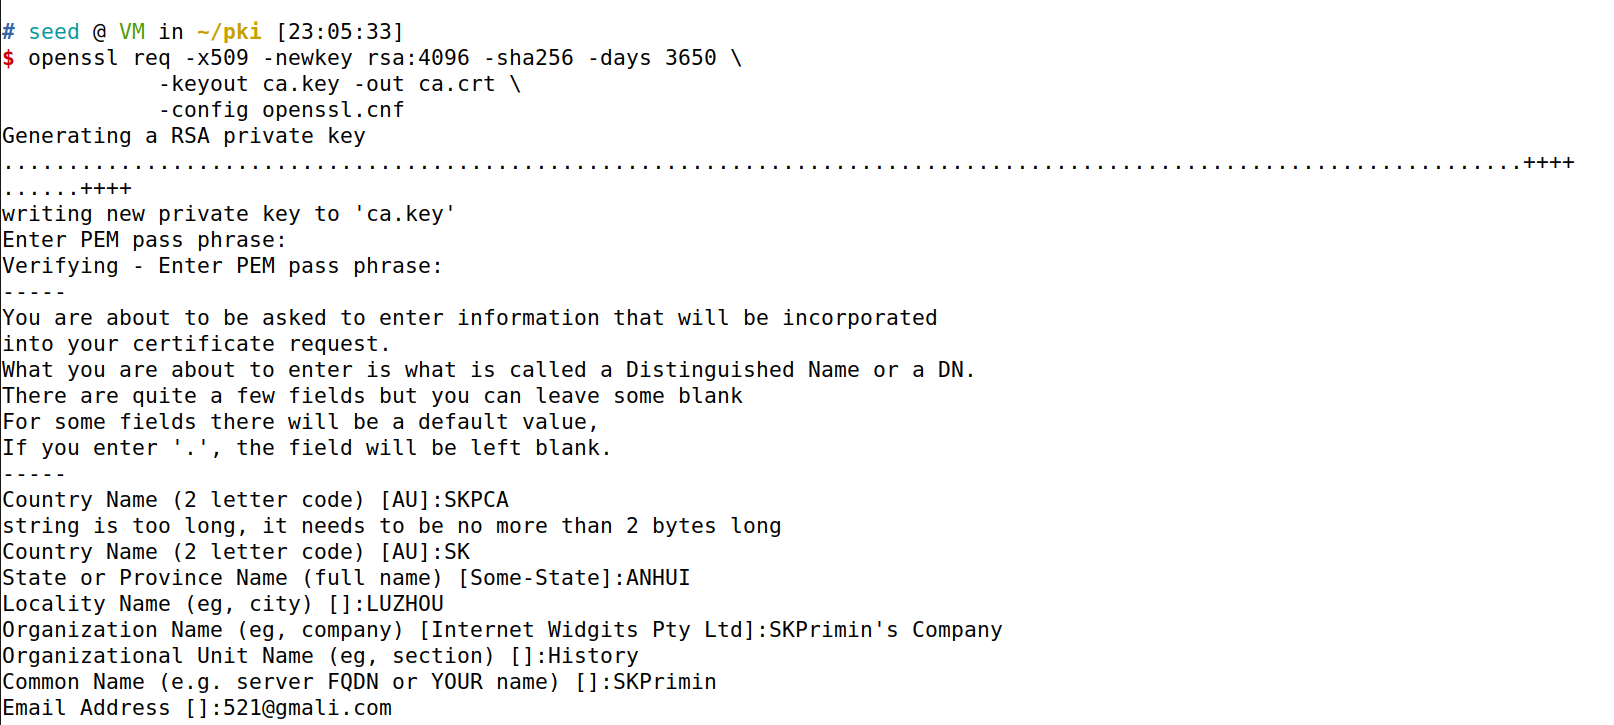 # seed @ VM in ~/pki [23:05:33]
$ openssl req -x509 -newkey rsa:4096 -sha256 -days 3650 \
            -keyout ca.key -out ca.crt \
            -config openssl.cnf
Generating a RSA private key
.....................................................................................................................++++
......++++
writing new private key to 'ca.key'
Enter PEM pass phrase:
Verifying - Enter PEM pass phrase:
-----
You are about to be asked to enter information that will be incorporated
into your certificate request.
What you are about to enter is what is called a Distinguished Name or a DN.
There are quite a few fields but you can leave some blank
For some fields there will be a default value,
If you enter '.', the field will be left blank.
-----
Country Name (2 letter code) [AU]:SKPCA
string is too long, it needs to be no more than 2 bytes long
Country Name (2 letter code) [AU]:SK
State or Province Name (full name) [Some-State]:ANHUI
Locality Name (eg, city) []:LUZHOU
Organization Name (eg, company) [Internet Widgits Pty Ltd]:SKPrimin's Company
Organizational Unit Name (eg, section) []:History
Common Name (e.g. server FQDN or YOUR name) []:SKPrimin
Email Address []:521@gmali.com